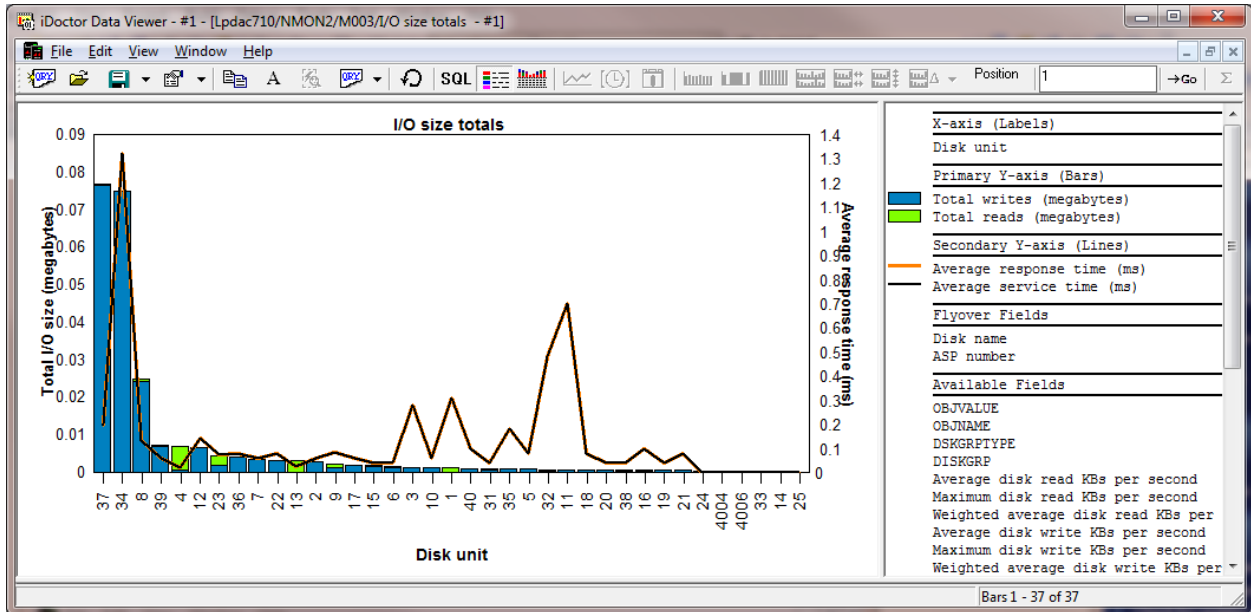 iDoctor Data Viewer - #1 - [Lpdac710/NMON2/M003/I/O size totals - #1]
File Edit View Window Help
QRY A QRY SQL Position 1 →Go Σ
I/O size totals
Total I/O size (megabytes)
0.09
0.08
0.07
0.06
0.05
0.04
0.03
0.02
0.01
0
1.4
1.3
1.2
1.1
1
0.9
0.8
0.7
0.6
0.5
0.4
0.3
0.2
0.1
0
Average response time (ms)
37 34 8 39 4 12 23 36 7 22 13 2 9 17 15 6 3 10 1 40 31 35 5 32 11 18 20 38 16 19 21 24 4004 4006 33 14 25
Disk unit
X-axis (Labels)
Disk unit
Primary Y-axis (Bars)
Total writes (megabytes)
Total reads (megabytes)
Secondary Y-axis (Lines)
Average response time (ms)
Average service time (ms)
Flyover Fields
Disk name
ASP number
Available Fields
OBJVALUE
OBJNAME
DSKGRPTYPE
DISKGRP
Average disk read KBs per second
Maximum disk read KBs per second
Weighted average disk read KBs per
Average disk write KBs per second
Maximum disk write KBs per second
Weighted average disk write KBs per
Bars 1 - 37 of 37